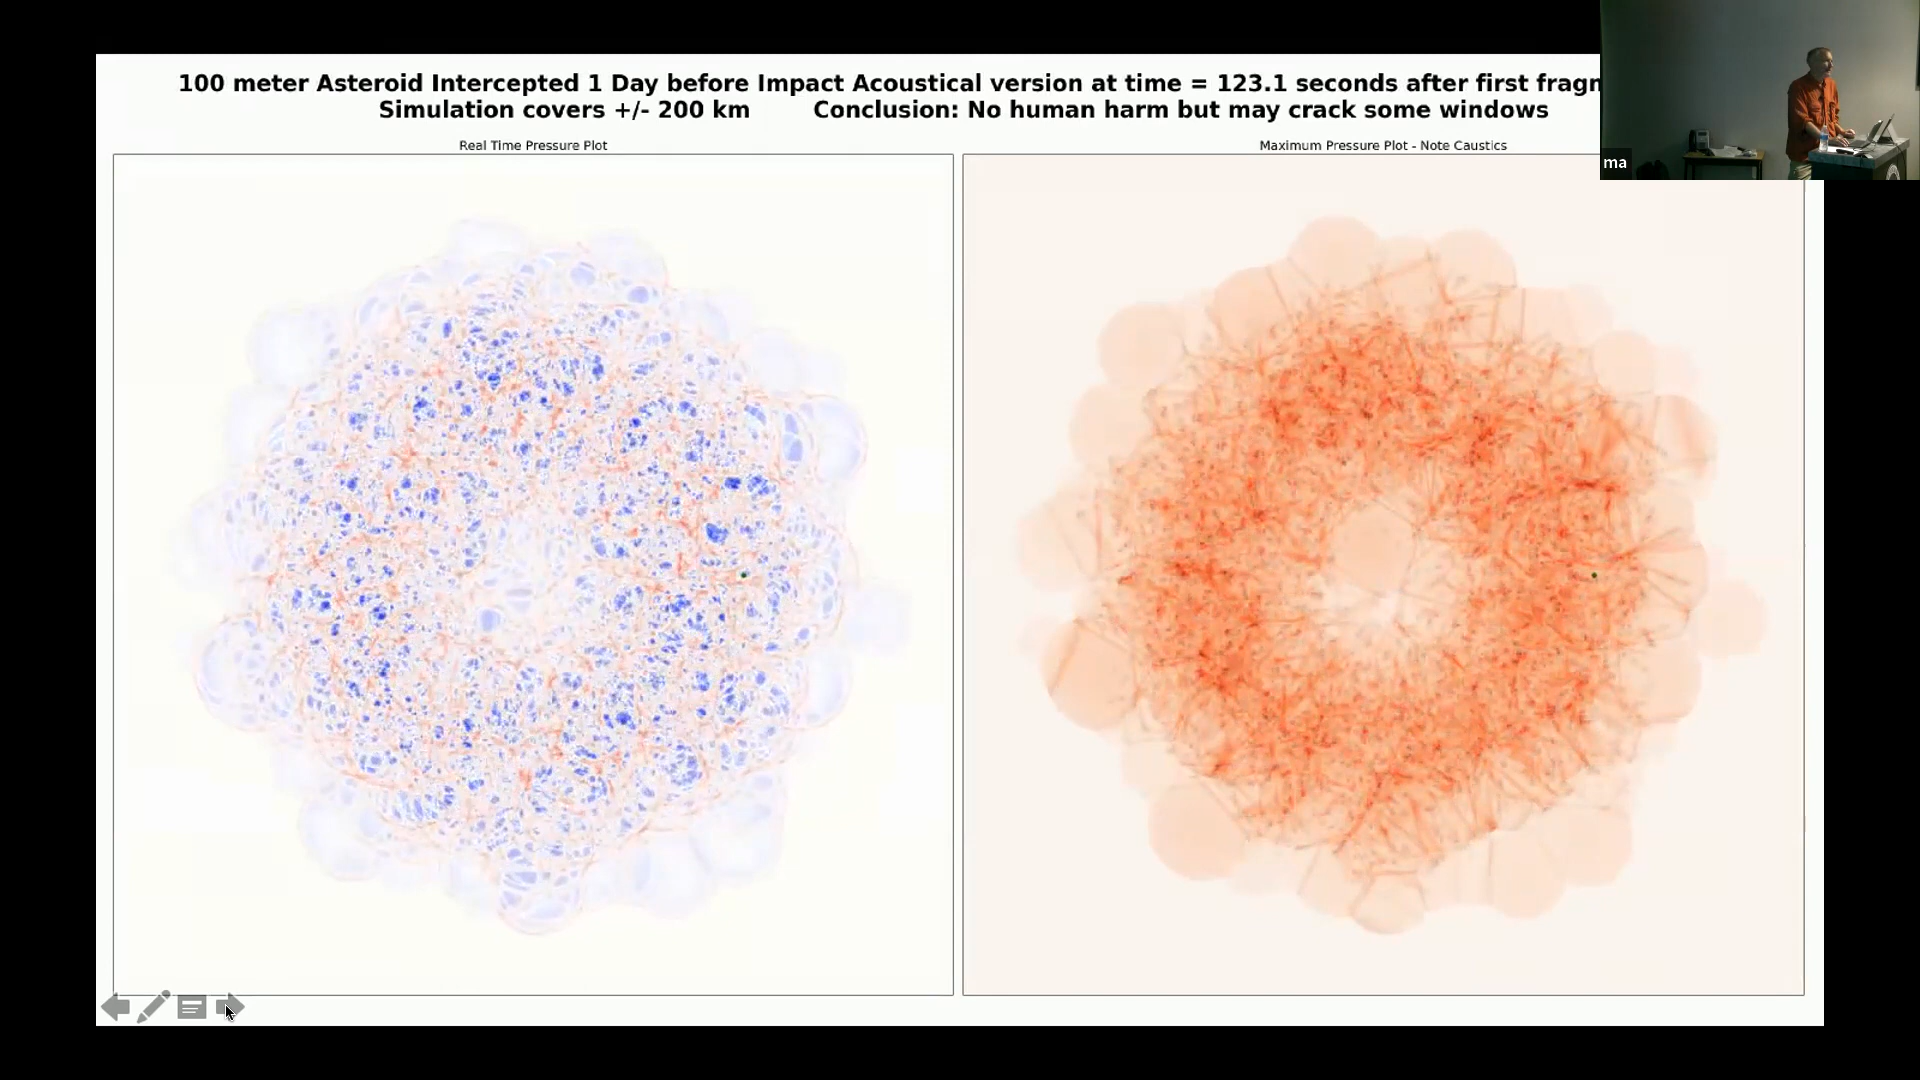 100 meter Asteroid Intercepted 1 Day before Impact Acoustical version at time = 123.1 seconds after first
Simulation covers +/- 200 km Conclusion: No human harm but may crack some windows
Real Time Pressure Plot
Maximum Pressure Plot - Note Caustics
ma